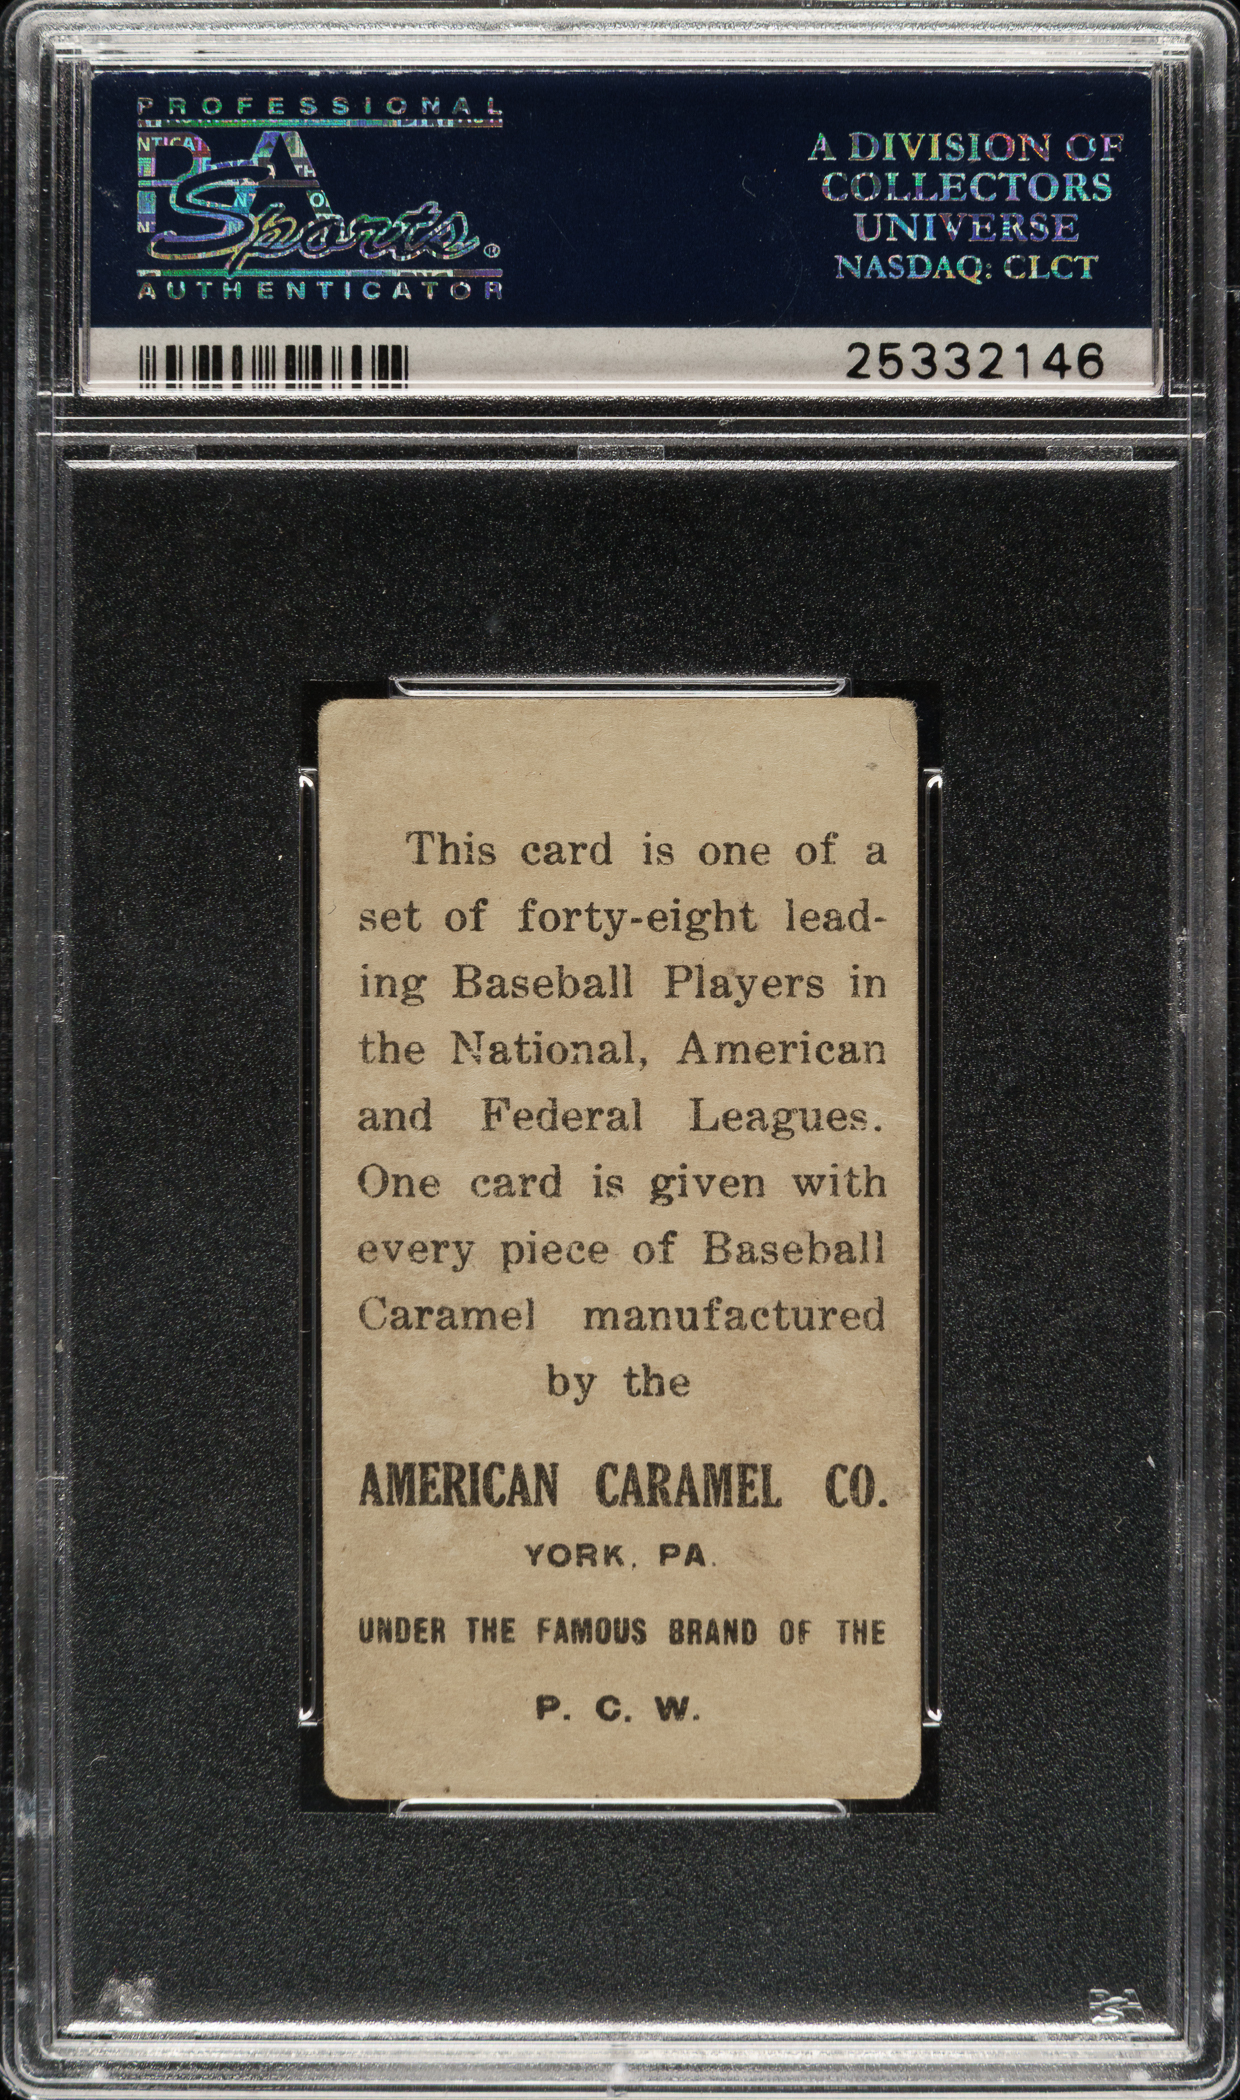 PROFESSIONAL
PSA
Sports®
AUTHENTICATOR
A DIVISION OF
COLLECTORS
UNIVERSE
NASDAQ: CLCT
25332146
This card is one of a
set of forty-eight lead-
ing Baseball Players in
the National, American
and Federal Leagues.
One card is given with
every piece of Baseball
Caramel manufactured
by the
AMERICAN CARAMEL CO.
YORK, PA.
UNDER THE FAMOUS BRAND OF THE
P. C. W.
PSA